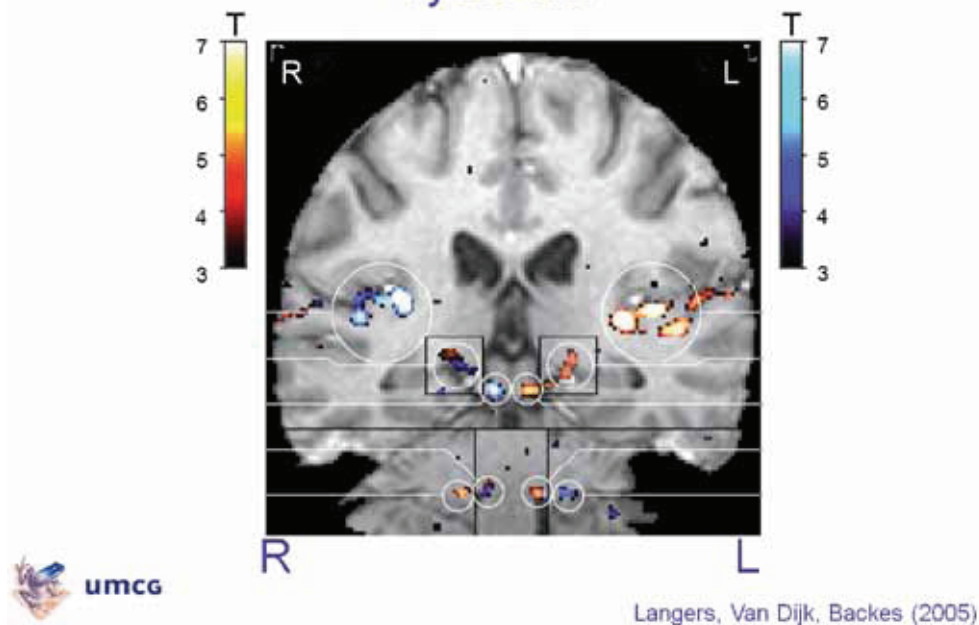 T T
7 7
R L
6 6
5 5
4 4
3 3
R L
umcg
Langers, Van Dijk, Backes (2005)